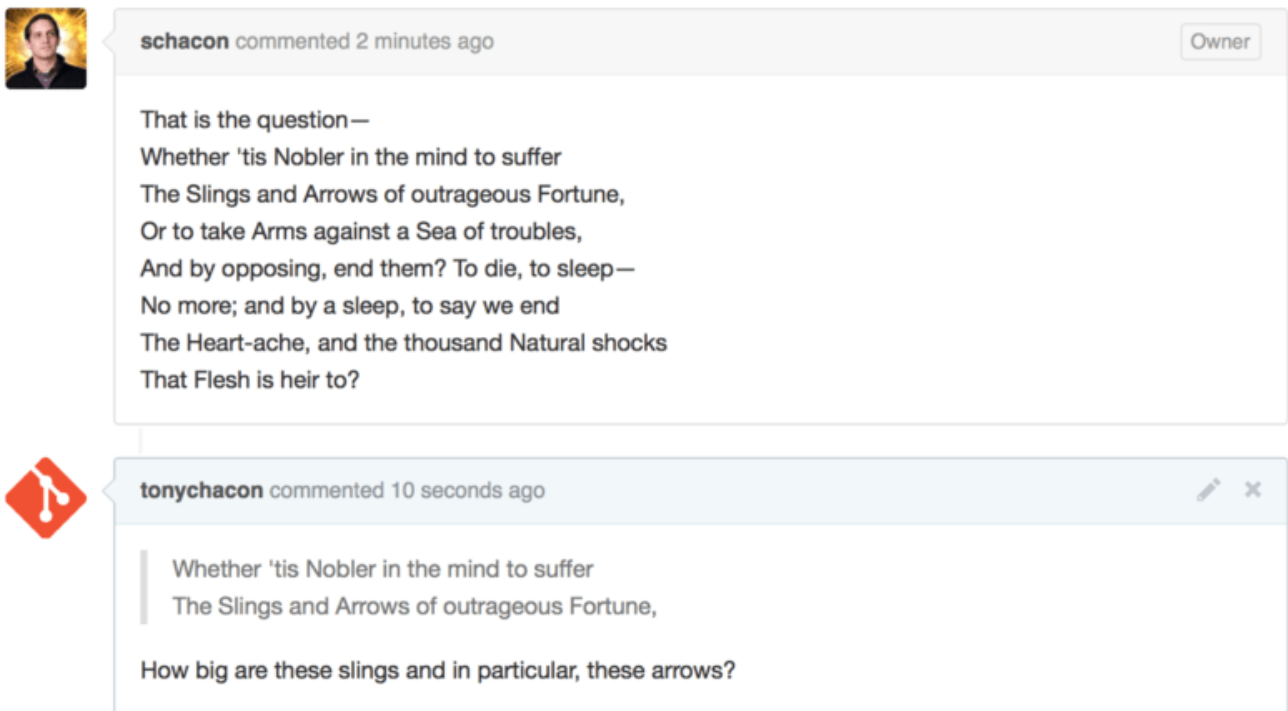 schacon commented 2 minutes ago Owner
That is the question—
Whether 'tis Nobler in the mind to suffer
The Slings and Arrows of outrageous Fortune,
Or to take Arms against a Sea of troubles,
And by opposing, end them? To die, to sleep—
No more; and by a sleep, to say we end
The Heart-ache, and the thousand Natural shocks
That Flesh is heir to?
tonychacon commented 10 seconds ago
Whether 'tis Nobler in the mind to suffer
The Slings and Arrows of outrageous Fortune,
How big are these slings and in particular, these arrows?